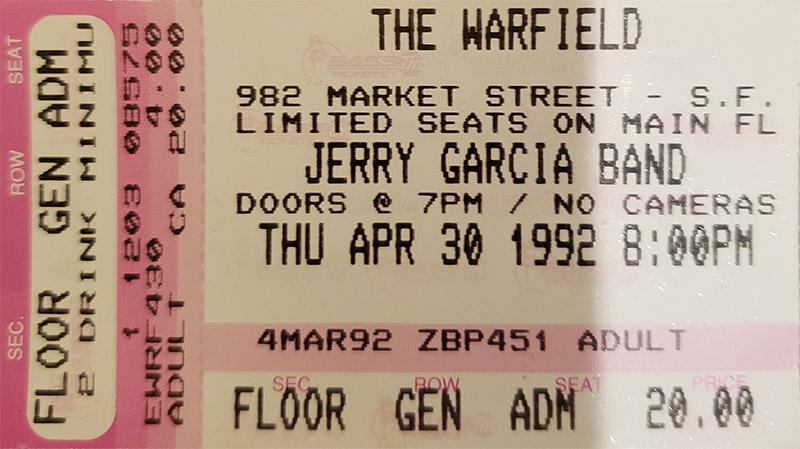 SEC. ROW SEAT
FLOOR GEN ADM
2 DRINK MINIMU
1 1203 08575
EWRF430 4.00
ADULT CA 20.00
THE WARFIELD
982 MARKET STREET - S.F.
LIMITED SEATS ON MAIN FL
JERRY GARCIA BAND
DOORS @ 7PM / NO CAMERAS
THU APR 30 1992 8:00PM
4MAR92 ZBP451 ADULT
SEC ROW SEAT PRICE
FLOOR GEN ADM 20.00
BASS
TICKETS